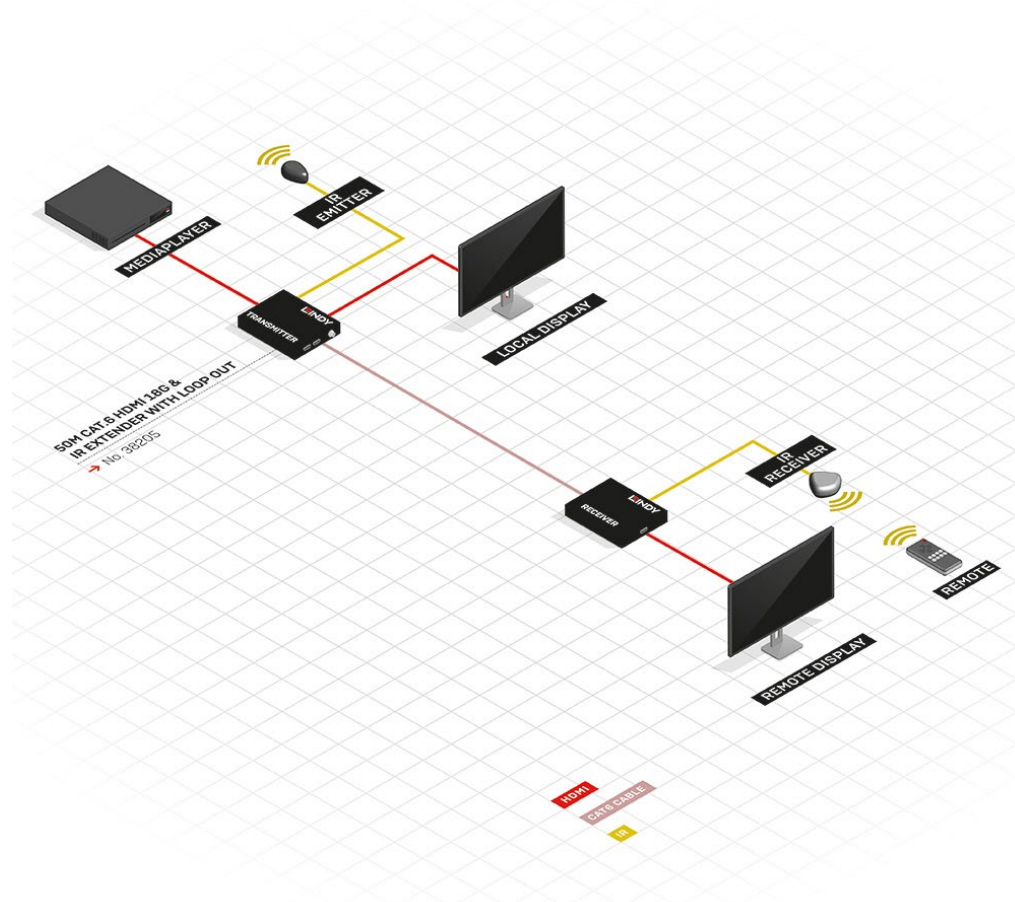 IR
EMITTER
MEDIAPLAYER
LINDY
TRANSMITTER
LOCAL DISPLAY
50M CAT.6 HDMI 18G &
IR EXTENDER WITH LOOP OUT
No. 38205
IR
RECEIVER
LINDY
RECEIVER
REMOTE
REMOTE DISPLAY
HDMI
CAT6 CABLE
IR